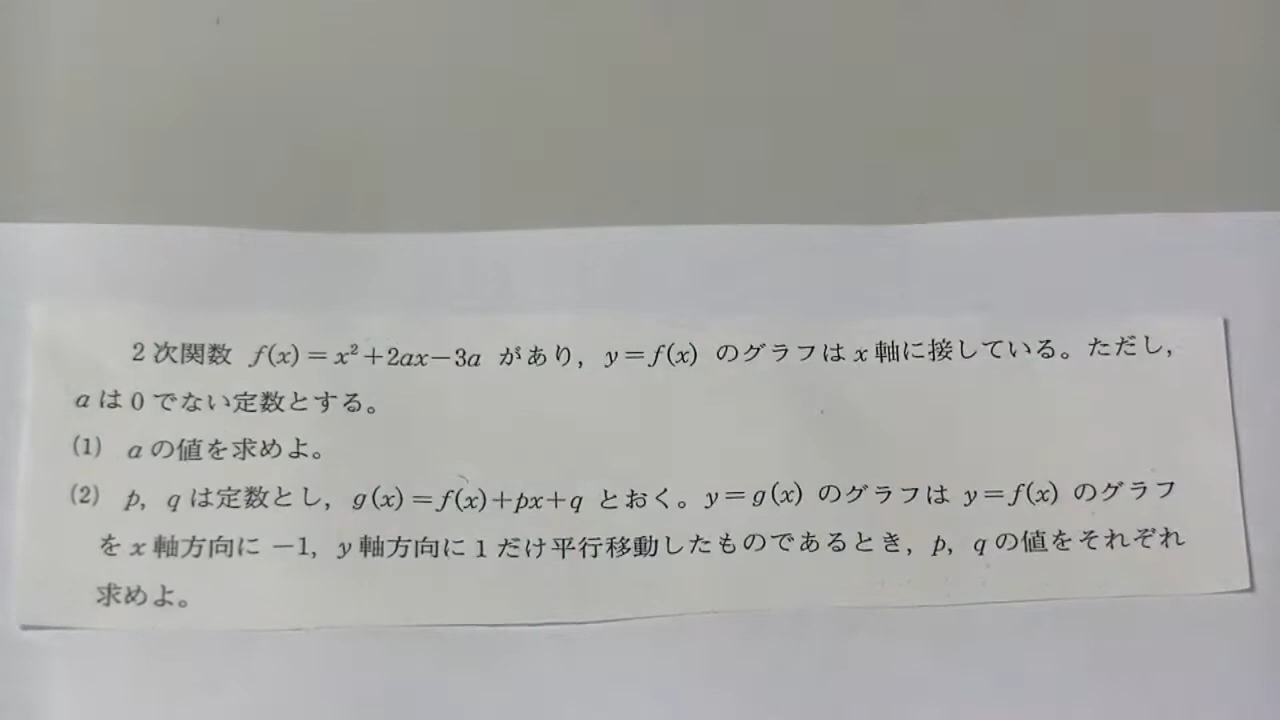 2次関数 f(x)=x²+2ax-3a があり，y=f(x) のグラフは x 軸に接している。ただし，
a は 0 でない定数とする。
(1) a の値を求めよ。
(2) p, q は定数とし，g(x)=f(x)+px+q とおく。y=g(x) のグラフは y=f(x) のグラフ
を x 軸方向に -1，y 軸方向に 1 だけ平行移動したものであるとき，p, q の値をそれぞれ
求めよ。